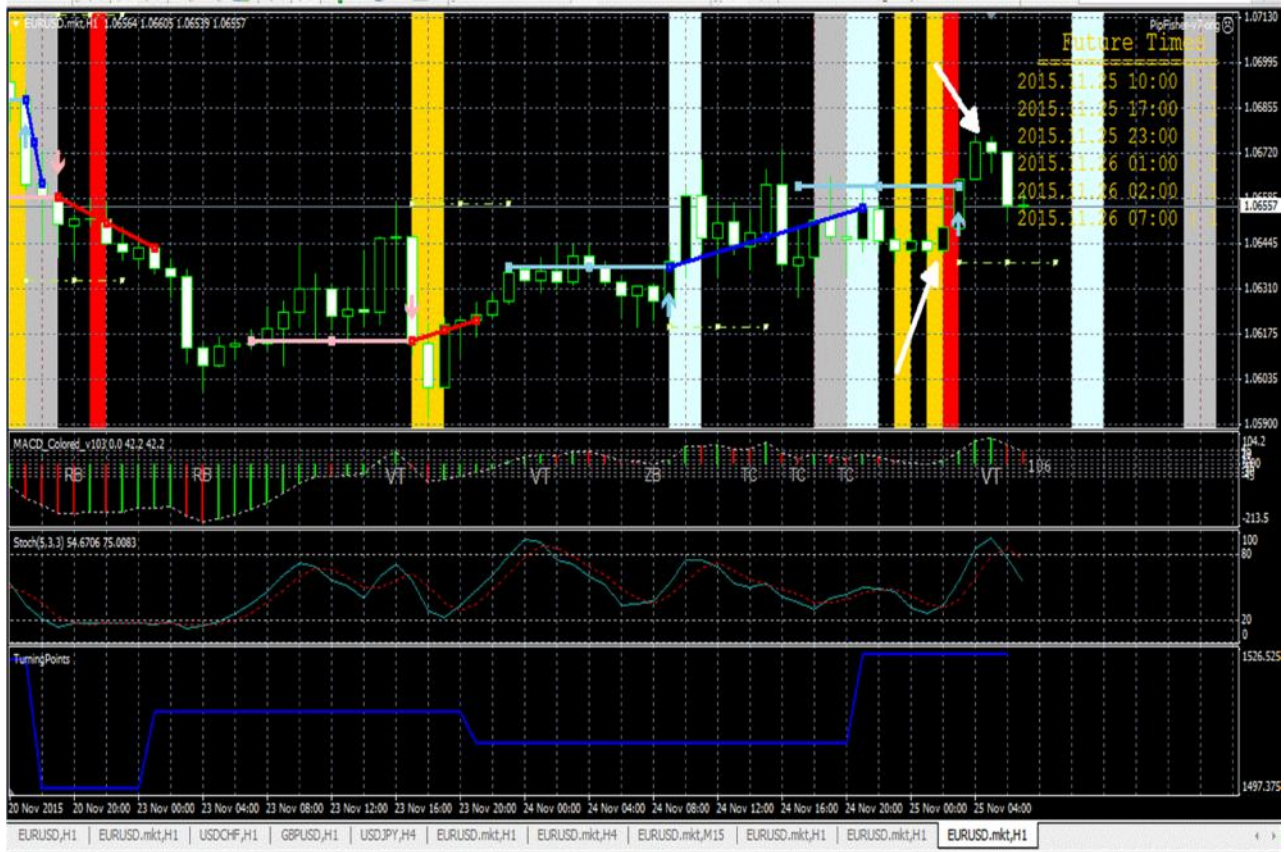 EURUSD.mkt,H1 1.06564 1.06605 1.06539 1.06557
PipFisher-v7-orig
Future Times
==================
2015.11.25 10:00
2015.11.25 17:00
2015.11.25 23:00
2015.11.26 01:00
2015.11.26 02:00
2015.11.26 07:00
1.07130
1.06995
1.06855
1.06720
1.06585
1.06557
1.06445
1.06310
1.06175
1.06035
1.05900
MACD_Colored_v103 0.0 42.2 42.2
104.2
RB RB VT VT ZB TC TC TC VT 106
-213.5
Stoch(5,3,3) 54.6706 75.0083
100
80
20
0
TurningPoints
1526.525
1497.375
20 Nov 2015 20 Nov 20:00 23 Nov 00:00 23 Nov 04:00 23 Nov 08:00 23 Nov 12:00 23 Nov 16:00 23 Nov 20:00 24 Nov 00:00 24 Nov 04:00 24 Nov 08:00 24 Nov 12:00 24 Nov 16:00 24 Nov 20:00 25 Nov 00:00 25 Nov 04:00
EURUSD,H1 | EURUSD.mkt,H1 | USDCHF,H1 | GBPUSD,H1 | USDJPY,H4 | EURUSD.mkt,H1 | EURUSD.mkt,H4 | EURUSD.mkt,M15 | EURUSD.mkt,H1 | EURUSD.mkt,H1 | EURUSD.mkt,H1